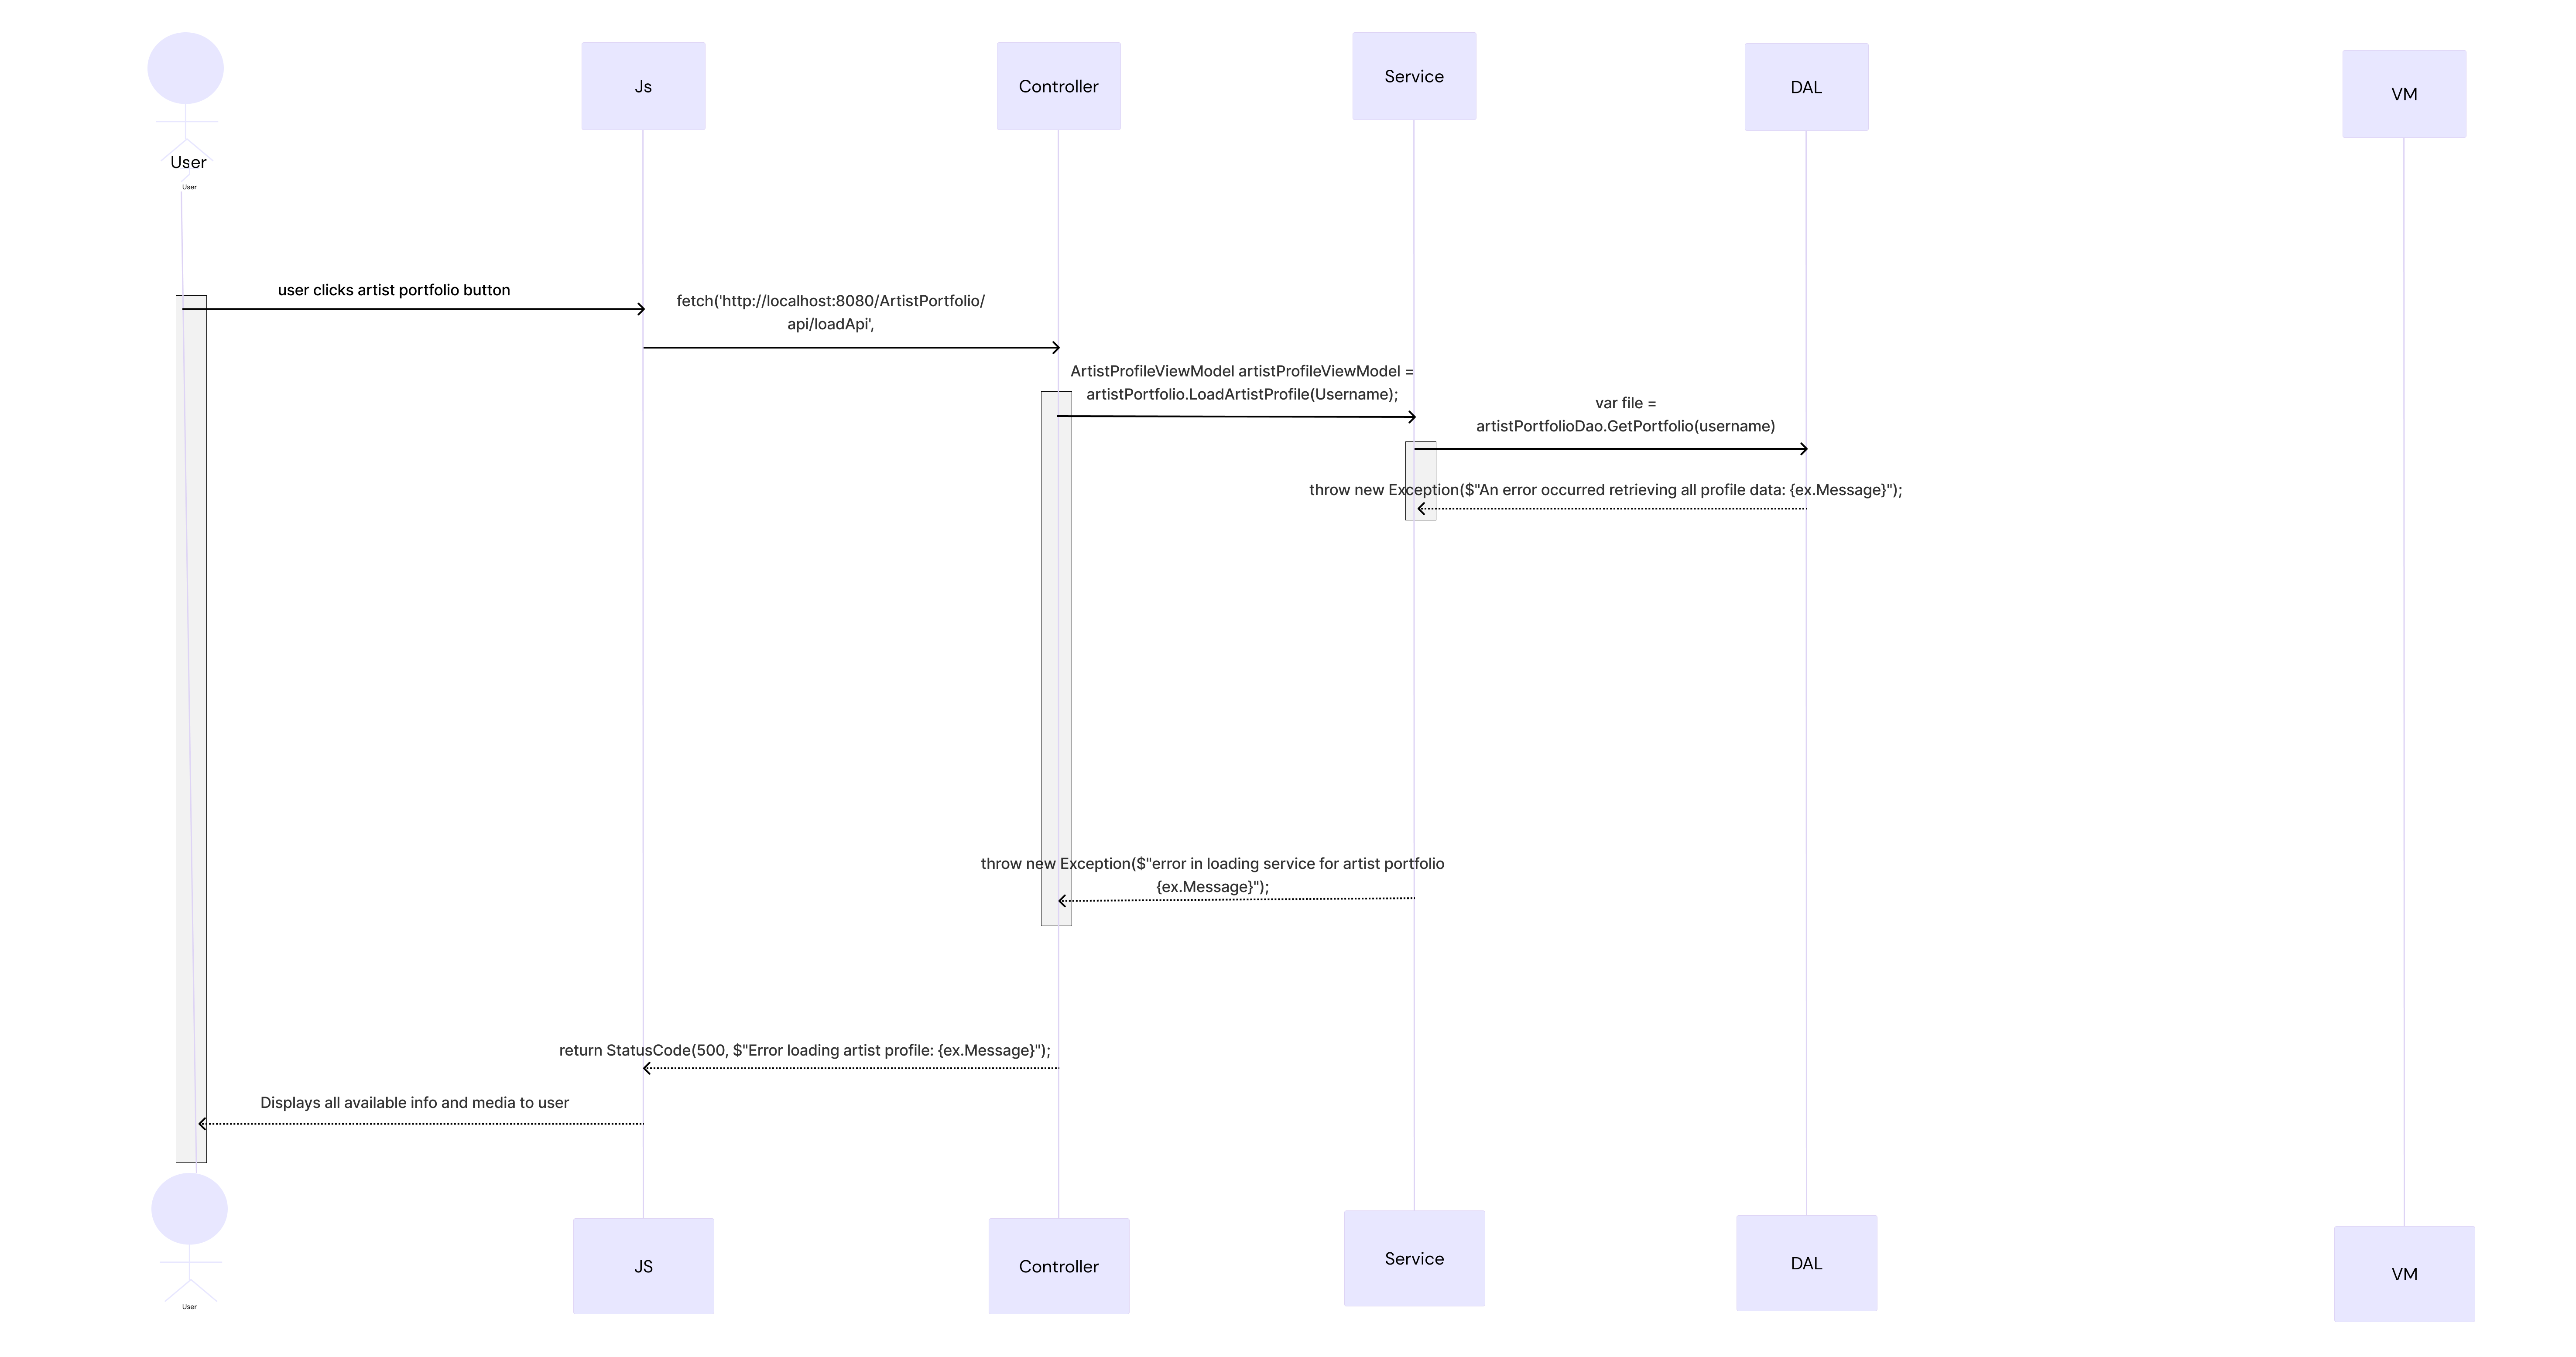 Js
Controller
Service
DAL
VM
User
User
user clicks artist portfolio button
fetch('http://localhost:8080/ArtistPortfolio/
api/loadApi',
ArtistProfileViewModel artistProfileViewModel =
artistPortfolio.LoadArtistProfile(Username);
var file =
artistPortfolioDao.GetPortfolio(username)
throw new Exception($"An error occurred retrieving all profile data: {ex.Message}");
throw new Exception($"error in loading service for artist portfolio
{ex.Message}");
return StatusCode(500, $"Error loading artist profile: {ex.Message}");
Displays all available info and media to user
JS
Controller
Service
DAL
VM
User